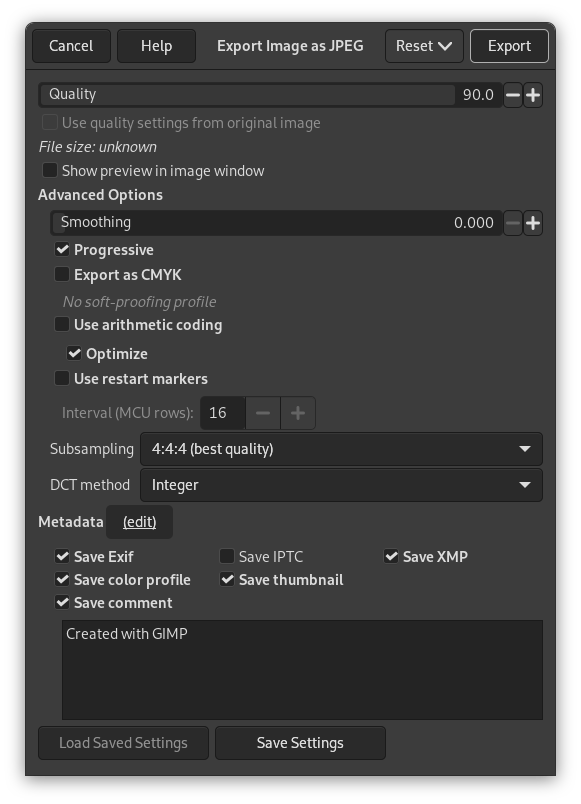 Cancel Help Export Image as JPEG Reset Export
Quality 90.0
Use quality settings from original image
File size: unknown
Show preview in image window
Advanced Options
Smoothing 0.000
Progressive
Export as CMYK
No soft-proofing profile
Use arithmetic coding
Optimize
Use restart markers
Interval (MCU rows): 16
Subsampling 4:4:4 (best quality)
DCT method Integer
Metadata (edit)
Save Exif Save IPTC Save XMP
Save color profile Save thumbnail
Save comment
Created with GIMP
Load Saved Settings Save Settings